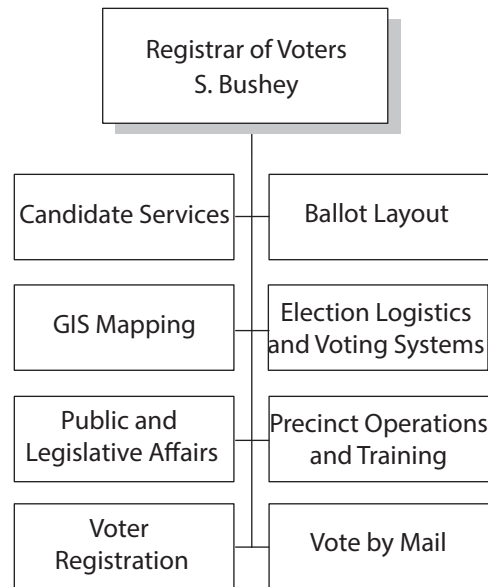 Registrar of Voters
S. Bushey
Candidate Services
Ballot Layout
GIS Mapping
Election Logistics
and Voting Systems
Public and
Legislative Affairs
Precinct Operations
and Training
Voter
Registration
Vote by Mail